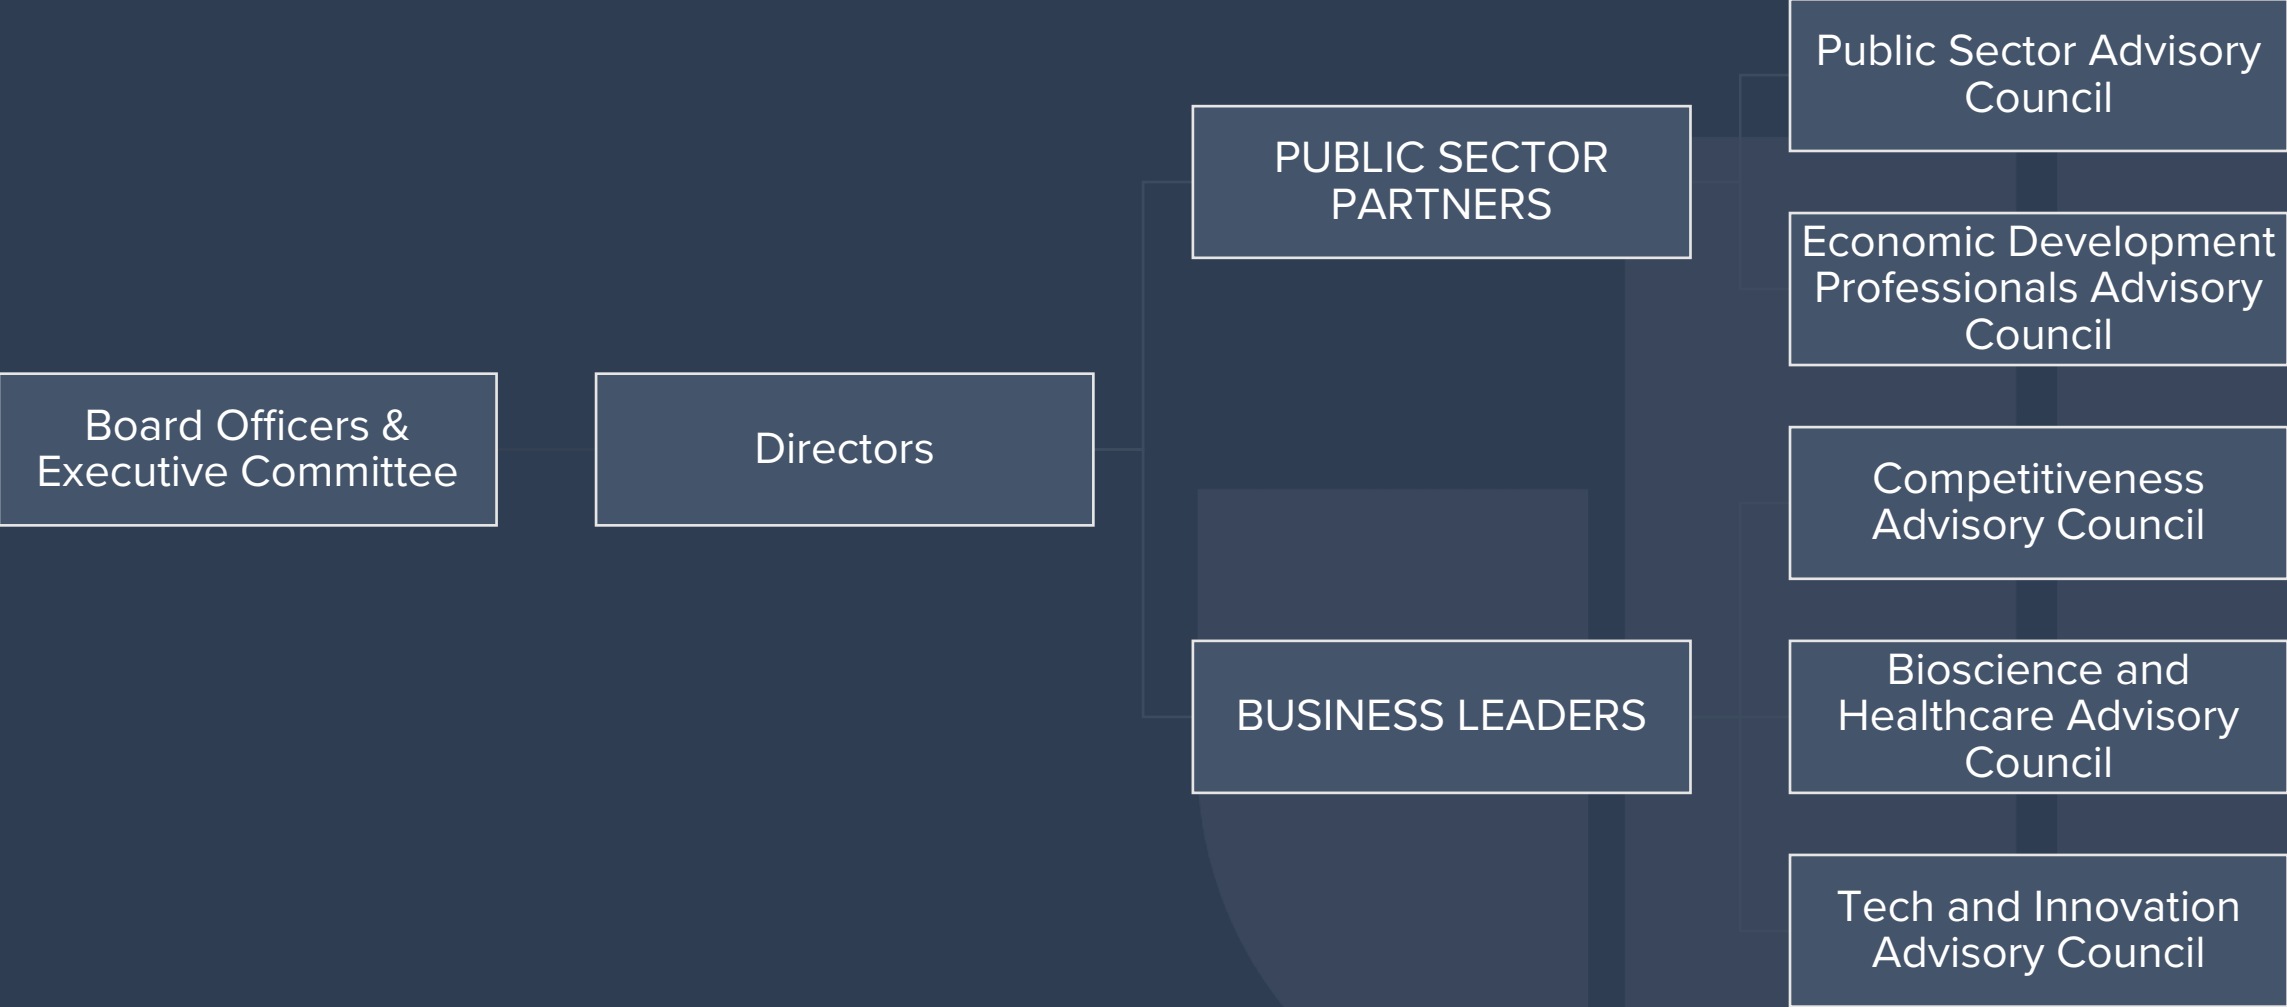 Board Officers &
Executive Committee
Directors
PUBLIC SECTOR
PARTNERS
BUSINESS LEADERS
Public Sector Advisory
Council
Economic Development
Professionals Advisory
Council
Competitiveness
Advisory Council
Bioscience and
Healthcare Advisory
Council
Tech and Innovation
Advisory Council